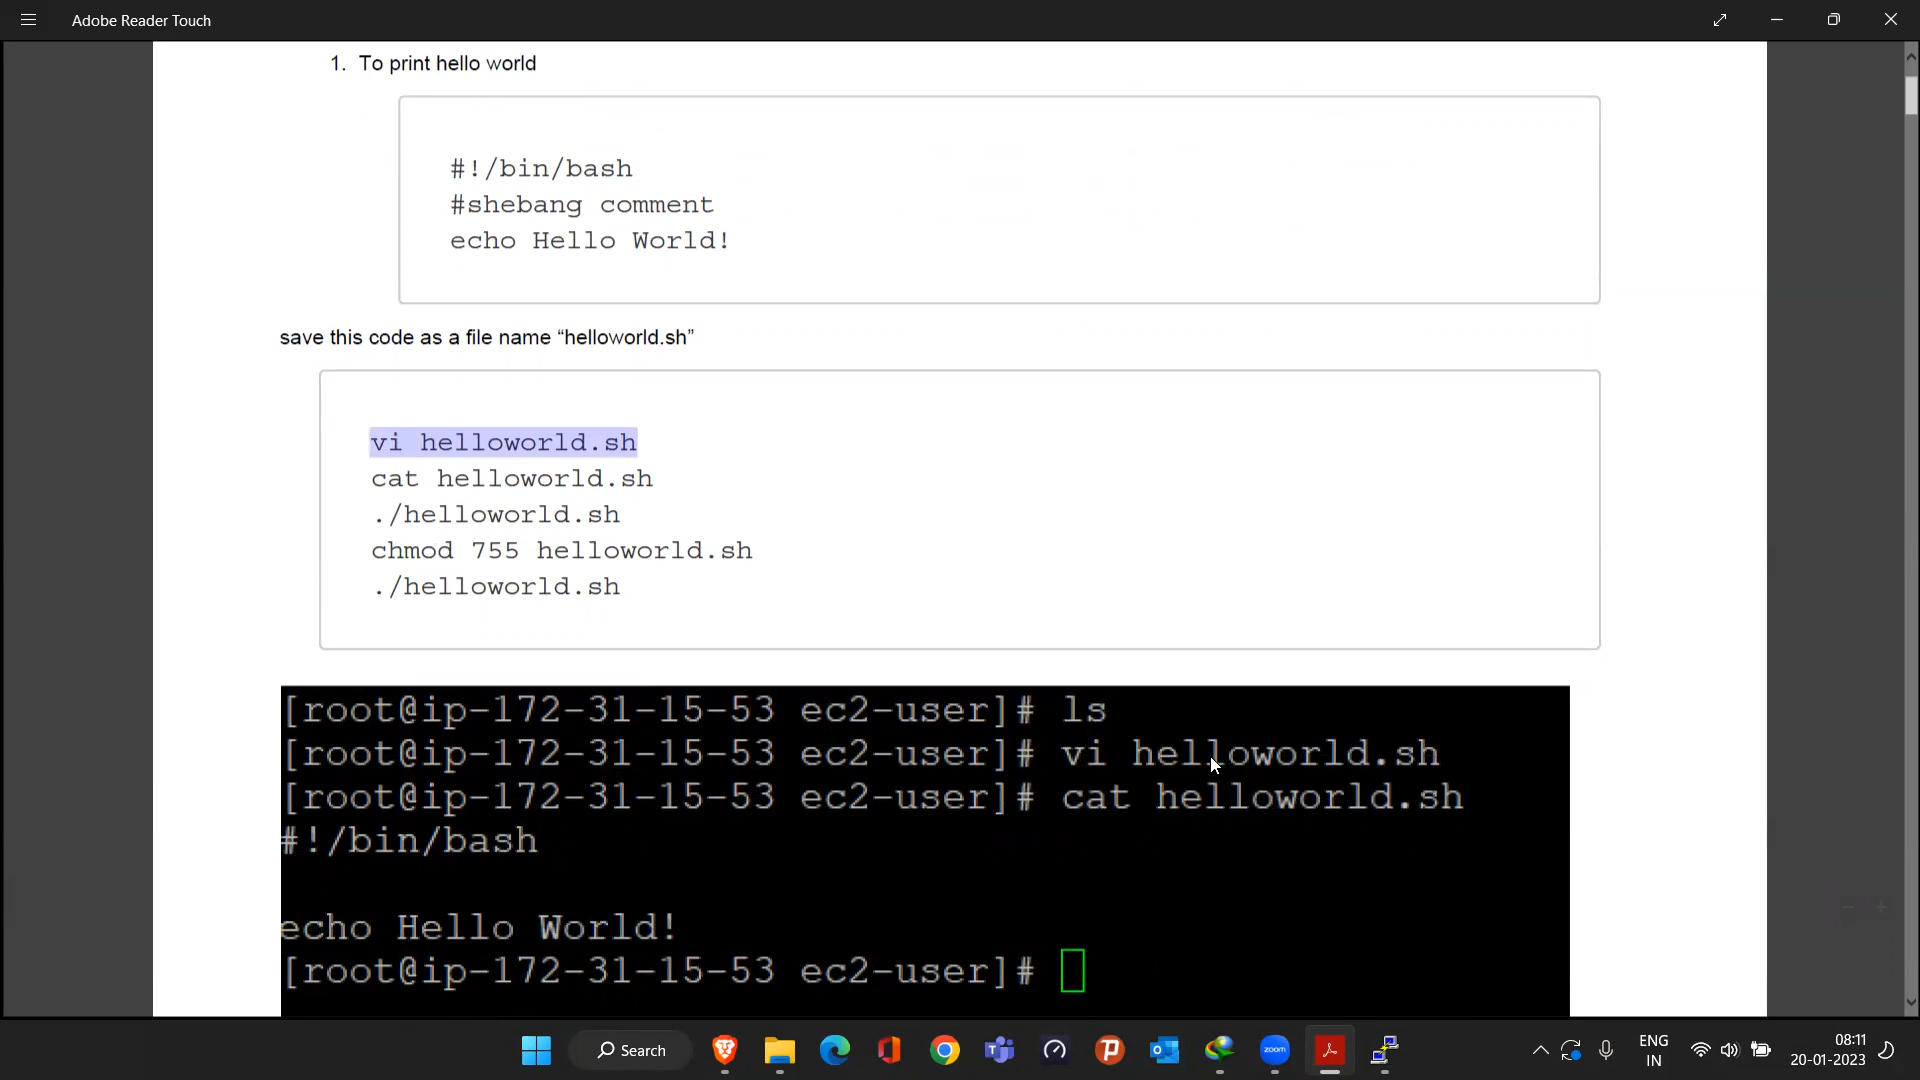 Adobe Reader Touch
1. To print hello world
#!/bin/bash
#shebang comment
echo Hello World!
save this code as a file name “helloworld.sh”
vi helloworld.sh
cat helloworld.sh
./helloworld.sh
chmod 755 helloworld.sh
./helloworld.sh
[root@ip-172-31-15-53 ec2-user]# ls
[root@ip-172-31-15-53 ec2-user]# vi helloworld.sh
[root@ip-172-31-15-53 ec2-user]# cat helloworld.sh
#!/bin/bash
echo Hello World!
[root@ip-172-31-15-53 ec2-user]#
Search
zoom
ENG
IN
08:11
20-01-2023